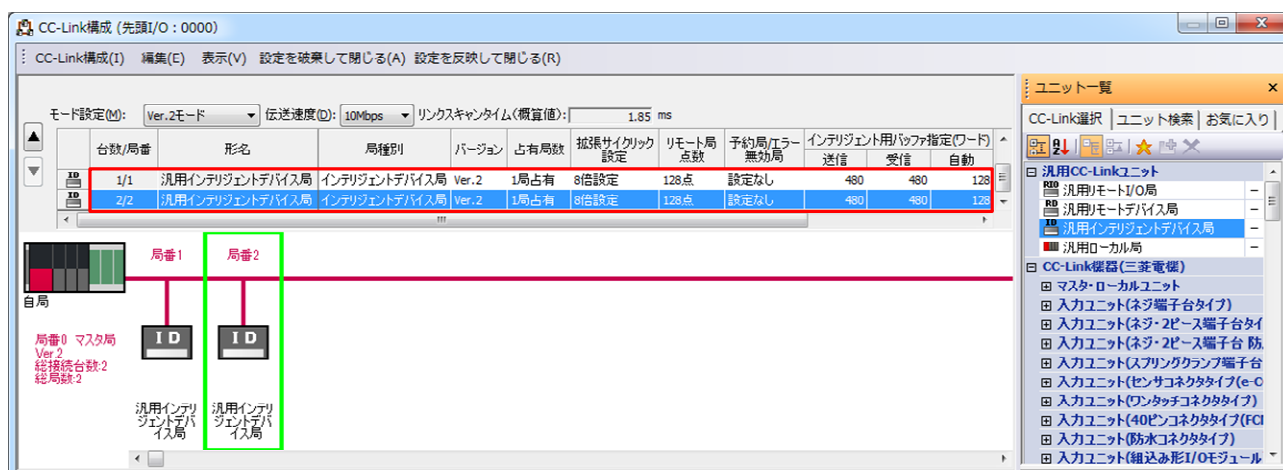 CC-Link構成 (先頭I/O : 0000)
CC-Link構成(I) 編集(E) 表示(V) 設定を破棄して閉じる(A) 設定を反映して閉じる(R)
モード設定(M): Ver.2モード 伝送速度(D): 10Mbps リンクスキャンタイム(概算値): 1.85 ms
台数/局番 形名 局種別 バージョン 占有局数 拡張サイクリック設定 リモート局点数 予約局/エラー無効局 インテリジェント用バッファ指定(ワード)
送信 受信 自動
ID 1/1 汎用インテリジェントデバイス局 インテリジェントデバイス局 Ver.2 1局占有 8倍設定 128点 設定なし 480 480 128
ID 2/2 汎用インテリジェントデバイス局 インテリジェントデバイス局 Ver.2 1局占有 8倍設定 128点 設定なし 480 480 128
局番1 局番2
自局
局番0 マスタ局
Ver.2
総接続台数:2
総局数:2
ID ID
汎用インテリジェントデバイス局 汎用インテリジェントデバイス局
ユニット一覧
CC-Link選択 ユニット検索 お気に入り
汎用CC-Linkユニット
RIO 汎用リモートI/O局 -
RD 汎用リモートデバイス局 -
ID 汎用インテリジェントデバイス局 -
汎用ローカル局 -
CC-Link機器(三菱電機)
マスタ・ローカルユニット
入力ユニット(ネジ端子台タイプ)
入力ユニット(ネジ・2ピース端子台タイ
入力ユニット(ネジ・2ピース端子台 防
入力ユニット(スプリングクランプ端子台
入力ユニット(センサコネクタタイプ(e-C
入力ユニット(ワンタッチコネクタタイプ)
入力ユニット(40ピンコネクタタイプ(FC
入力ユニット(防水コネクタタイプ)
入力ユニット(組込み形I/Oモジュール